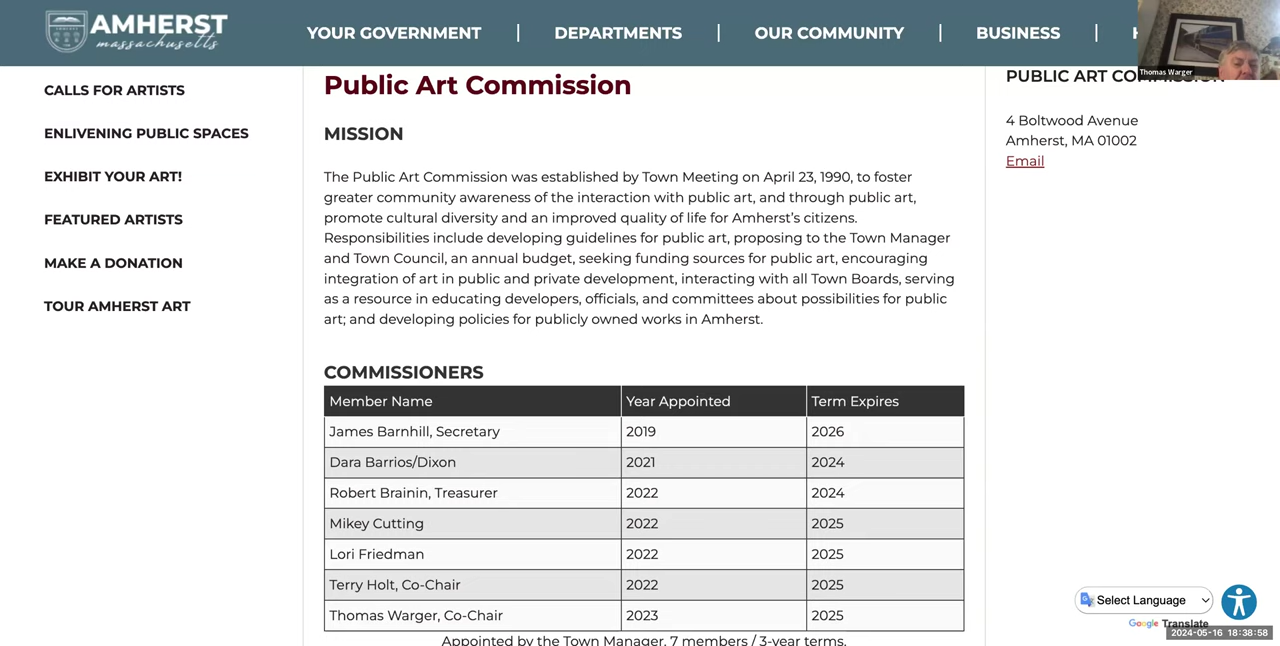 AMHERST
massachusetts
YOUR GOVERNMENT
DEPARTMENTS
OUR COMMUNITY
BUSINESS
Thomas Warger
CALLS FOR ARTISTS
ENLIVENING PUBLIC SPACES
EXHIBIT YOUR ART!
FEATURED ARTISTS
MAKE A DONATION
TOUR AMHERST ART
Public Art Commission
MISSION
The Public Art Commission was established by Town Meeting on April 23, 1990, to foster
greater community awareness of the interaction with public art, and through public art,
promote cultural diversity and an improved quality of life for Amherst's citizens.
Responsibilities include developing guidelines for public art, proposing to the Town Manager
and Town Council, an annual budget, seeking funding sources for public art, encouraging
integration of art in public and private development, interacting with all Town Boards, serving
as a resource in educating developers, officials, and committees about possibilities for public
art; and developing policies for publicly owned works in Amherst.
COMMISSIONERS
Member Name Year Appointed Term Expires
James Barnhill, Secretary 2019 2026
Dara Barrios/Dixon 2021 2024
Robert Brainin, Treasurer 2022 2024
Mikey Cutting 2022 2025
Lori Friedman 2022 2025
Terry Holt, Co-Chair 2022 2025
Thomas Warger, Co-Chair 2023 2025
Appointed by the Town Manager. 7 members / 3-year terms.
PUBLIC ART COMMISSION
4 Boltwood Avenue
Amherst, MA 01002
Email
Select Language
Google Translate
2024-05-16 18:38:58